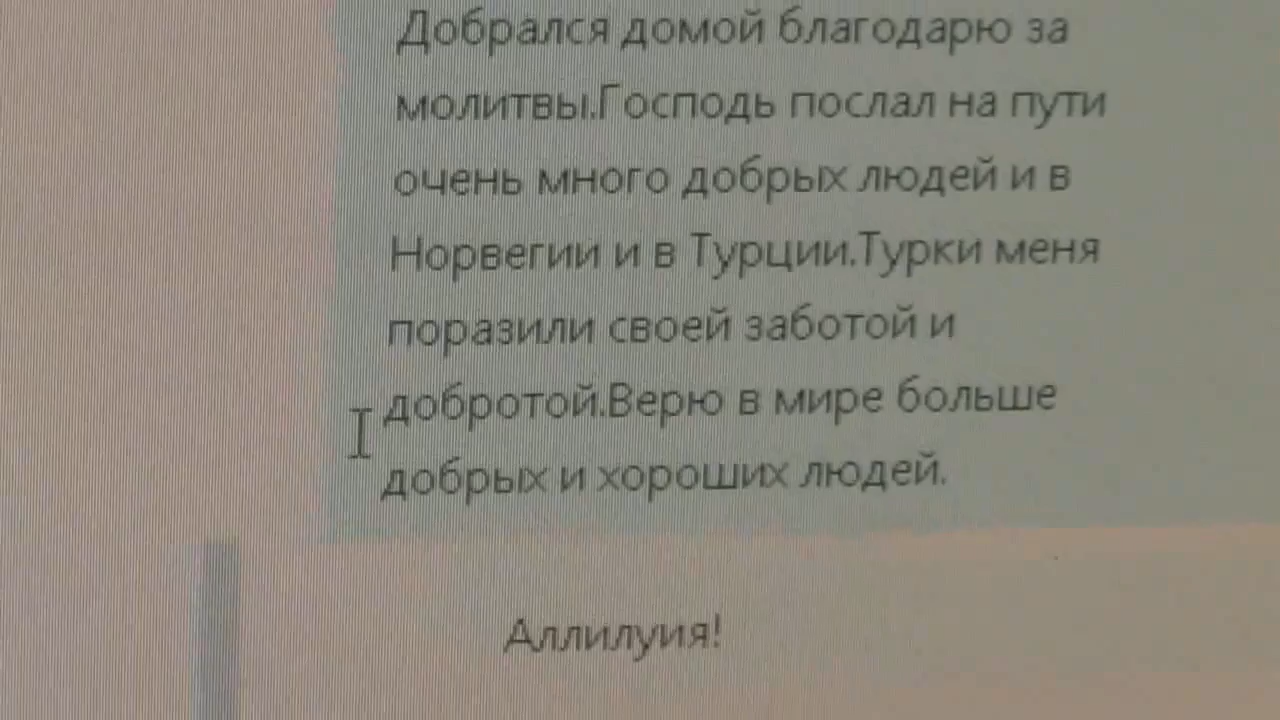 Добрался домой благодарю за
молитвы.Господь послал на пути
очень много добрых людей и в
Норвегии и в Турции.Турки меня
поразили своей заботой и
добротой.Верю в мире больше
добрых и хороших людей.
Аллилуия!